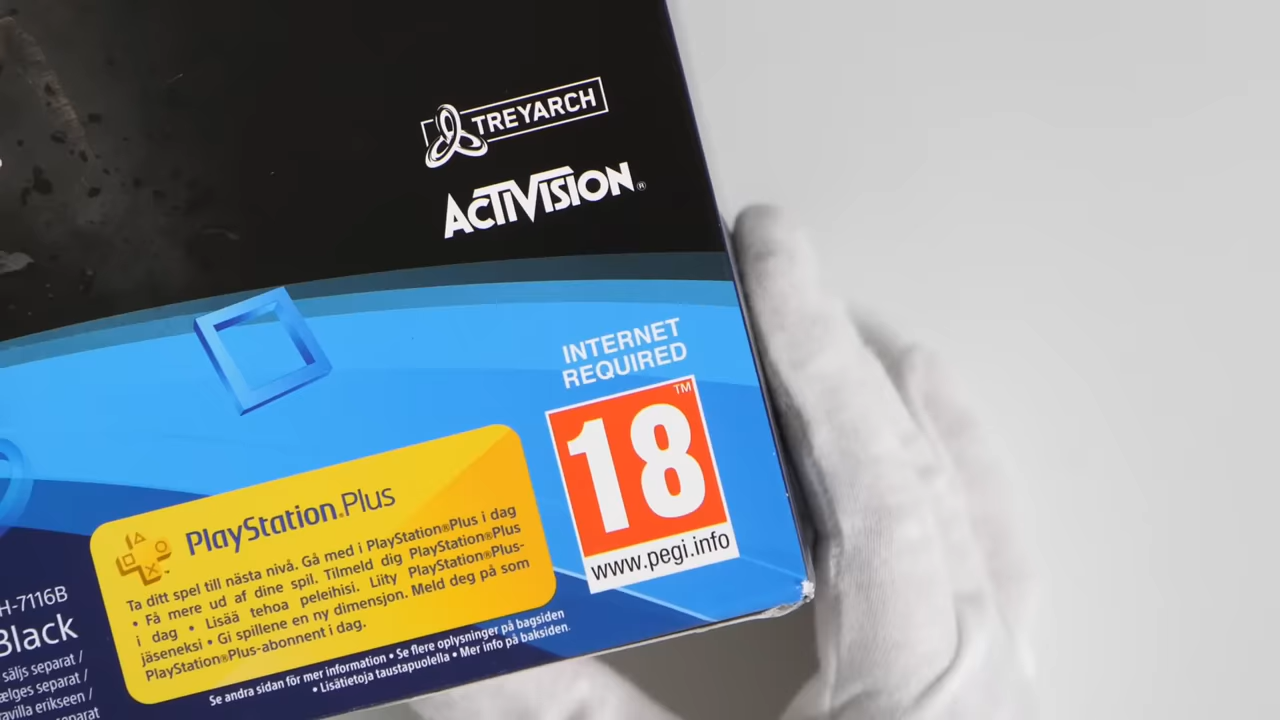 TREYARCH
ACTIVISION®
INTERNET
REQUIRED
18™
www.pegi.info
PlayStation®Plus
Ta ditt spel till nästa nivå. Gå med i PlayStation®Plus i dag
• Få mere ud af dine spil. Tilmeld dig PlayStation®Plus
i dag • Lisää tehoa peleihisi. Liity PlayStation®Plus-
jäseneksi • Gi spillene en ny dimensjon. Meld deg på som
PlayStation®Plus-abonnent i dag.
Se andra sidan för mer information • Se flere oplysninger på bagsiden
• Lisätietoja taustapuolella • Mer info på baksiden.
H-7116B
Black
säljs separat /
ælges separat /
avilla erikseen /
separat